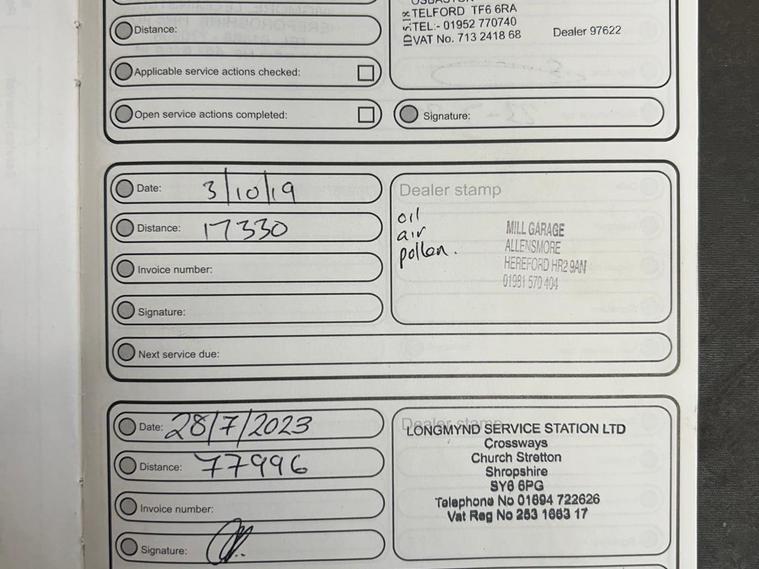 TELFORD TF6 6RA
TEL:- 01952 770740
VAT No. 713 2418 68
Dealer 97622
Distance:
Applicable service actions checked:
Open service actions completed:
Signature:
Date: 3/10/19
Distance: 17330
Invoice number:
Signature:
Next service due:
Dealer stamp
oil
air
pollen.
MILL GARAGE
ALLENSMORE
HEREFORD HR2 9AN
01981 570 404
Date: 28/7/2023
Distance: 77996
Invoice number:
Signature:
Dealer stamp
LONGMYND SERVICE STATION LTD
Crossways
Church Stretton
Shropshire
SY6 6PG
Telephone No 01694 722626
Vat Reg No 253 1663 17